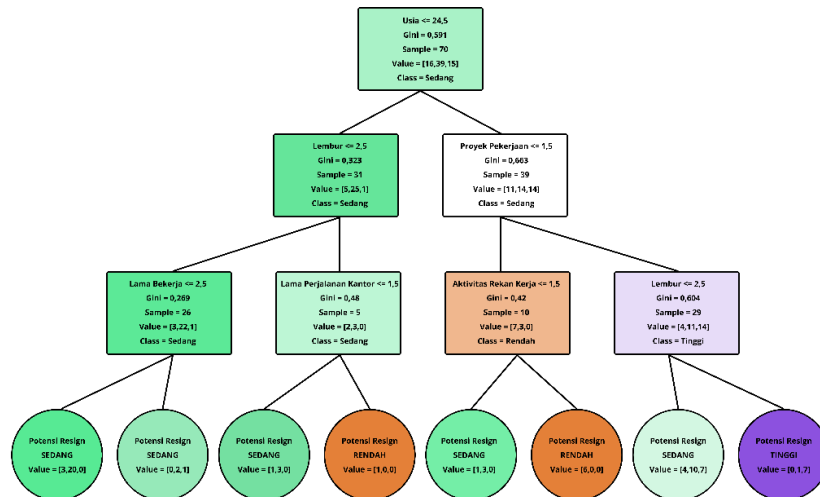 Usia <= 24,5
Gini = 0,591
Sample = 70
Value = [16,39,15]
Class = Sedang
Lembur <= 2,5
Gini = 0,323
Sample = 31
Value = [5,25,1]
Class = Sedang
Proyek Pekerjaan <= 1,5
Gini = 0,663
Sample = 39
Value = [11,14,14]
Class = Sedang
Lama Bekerja <= 2,5
Gini = 0,269
Sample = 26
Value = [3,22,1]
Class = Sedang
Lama Perjalanan Kantor <= 1,5
Gini = 0,48
Sample = 5
Value = [2,3,0]
Class = Sedang
Aktivitas Rekan Kerja <= 1,5
Gini = 0,42
Sample = 10
Value = [7,3,0]
Class = Rendah
Lembur <= 2,5
Gini = 0,604
Sample = 29
Value = [4,11,14]
Class = Tinggi
Potensi Resign
SEDANG
Value = [3,20,0]
Potensi Resign
SEDANG
Value = [0,2,1]
Potensi Resign
SEDANG
Value = [1,3,0]
Potensi Resign
RENDAH
Value = [1,0,0]
Potensi Resign
SEDANG
Value = [1,3,0]
Potensi Resign
RENDAH
Value = [6,0,0]
Potensi Resign
SEDANG
Value = [4,10,7]
Potensi Resign
TINGGI
Value = [0,1,7]